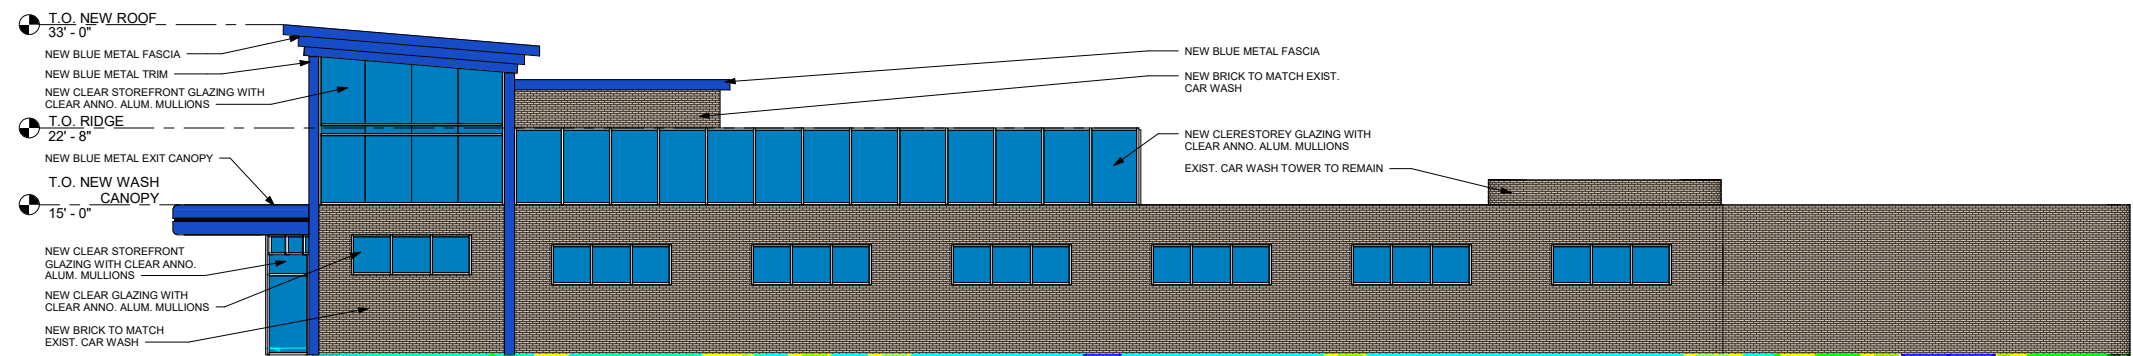 T.O. NEW ROOF
33' - 0"
NEW BLUE METAL FASCIA
NEW BLUE METAL TRIM
NEW CLEAR STOREFRONT GLAZING WITH
CLEAR ANNO. ALUM. MULLIONS
T.O. RIDGE
22' - 8"
NEW BLUE METAL EXIT CANOPY
T.O. NEW WASH
CANOPY
15' - 0"
NEW CLEAR STOREFRONT
GLAZING WITH CLEAR ANNO.
ALUM. MULLIONS
NEW CLEAR GLAZING WITH
CLEAR ANNO. ALUM. MULLIONS
NEW BRICK TO MATCH
EXIST. CAR WASH
NEW BLUE METAL FASCIA
NEW BRICK TO MATCH EXIST.
CAR WASH
NEW CLERESTOREY GLAZING WITH
CLEAR ANNO. ALUM. MULLIONS
EXIST. CAR WASH TOWER TO REMAIN